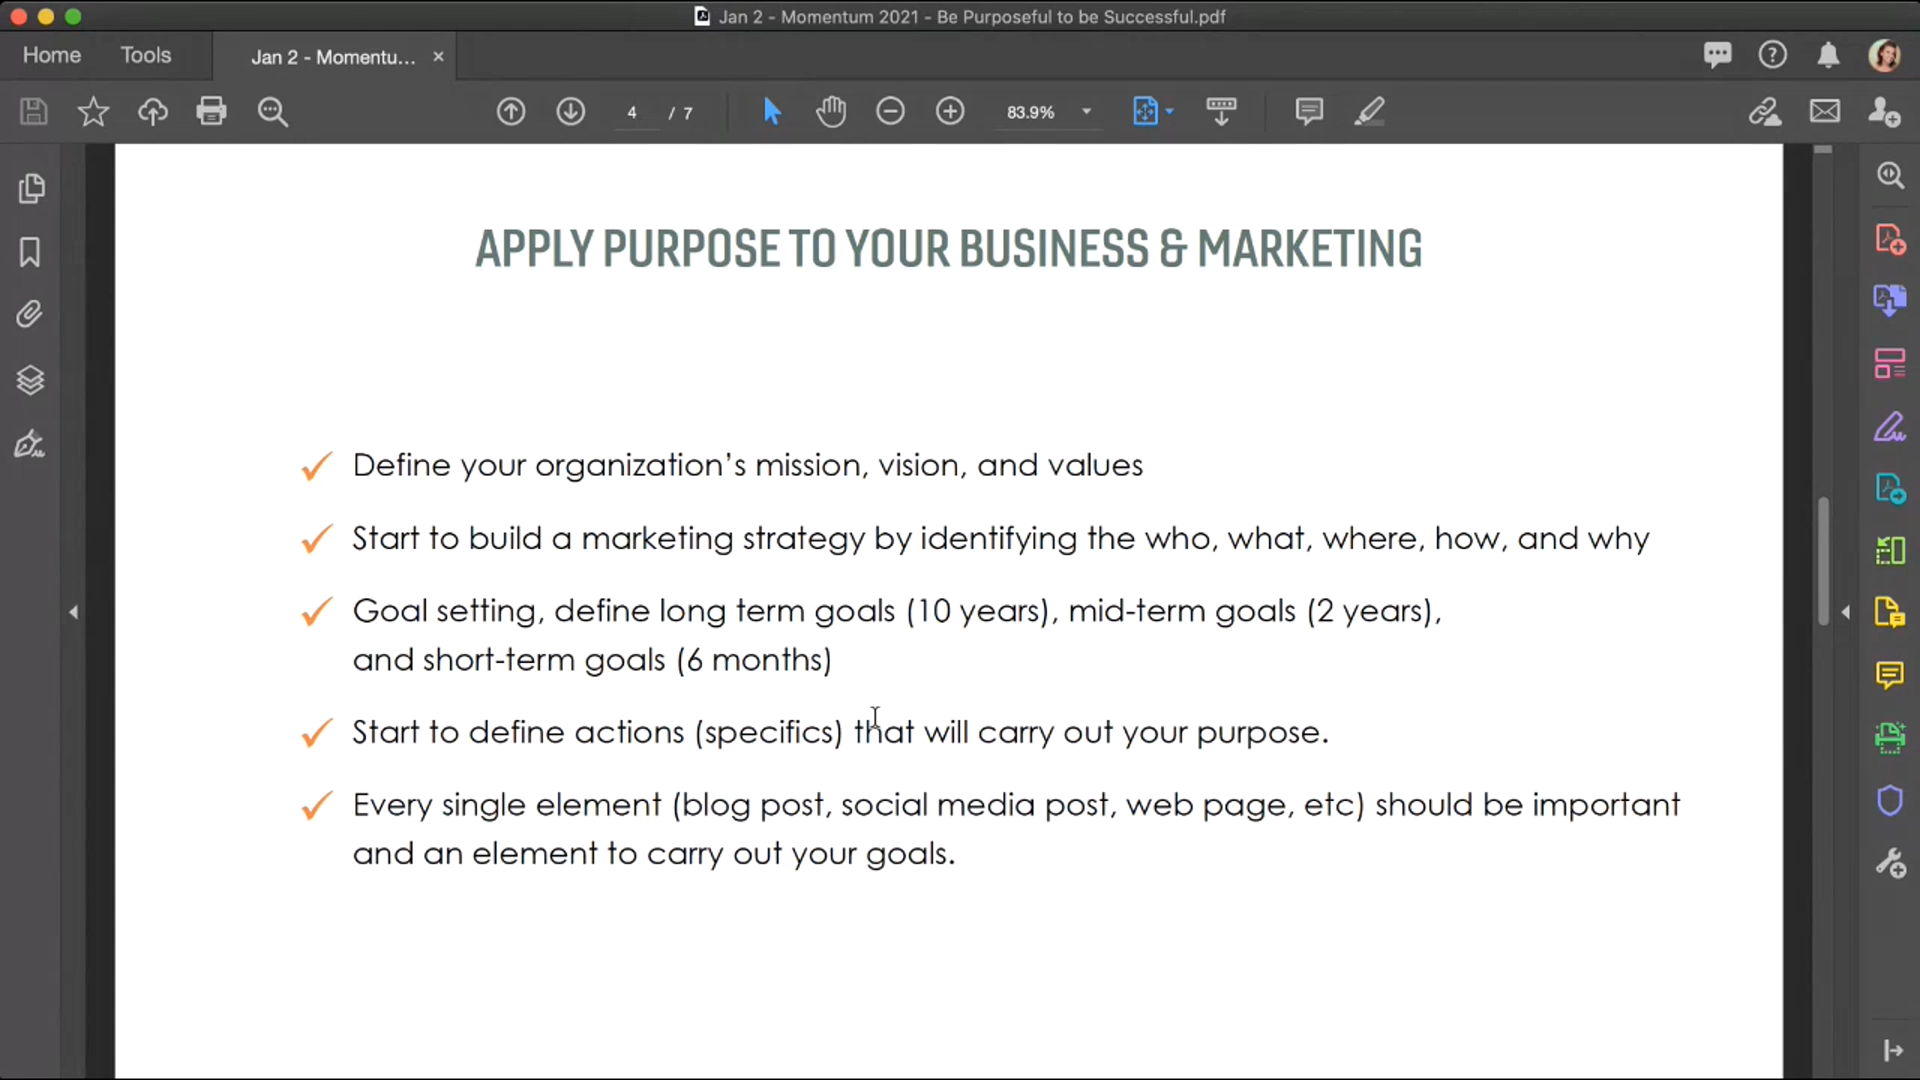 Jan 2 - Momentum 2021 - Be Purposeful to be Successful.pdf
Home Tools Jan 2 - Momentu... ×
4 / 7 83.9%
APPLY PURPOSE TO YOUR BUSINESS & MARKETING
Define your organization’s mission, vision, and values
Start to build a marketing strategy by identifying the who, what, where, how, and why
Goal setting, define long term goals (10 years), mid-term goals (2 years),
and short-term goals (6 months)
Start to define actions (specifics) that will carry out your purpose.
Every single element (blog post, social media post, web page, etc) should be important
and an element to carry out your goals.